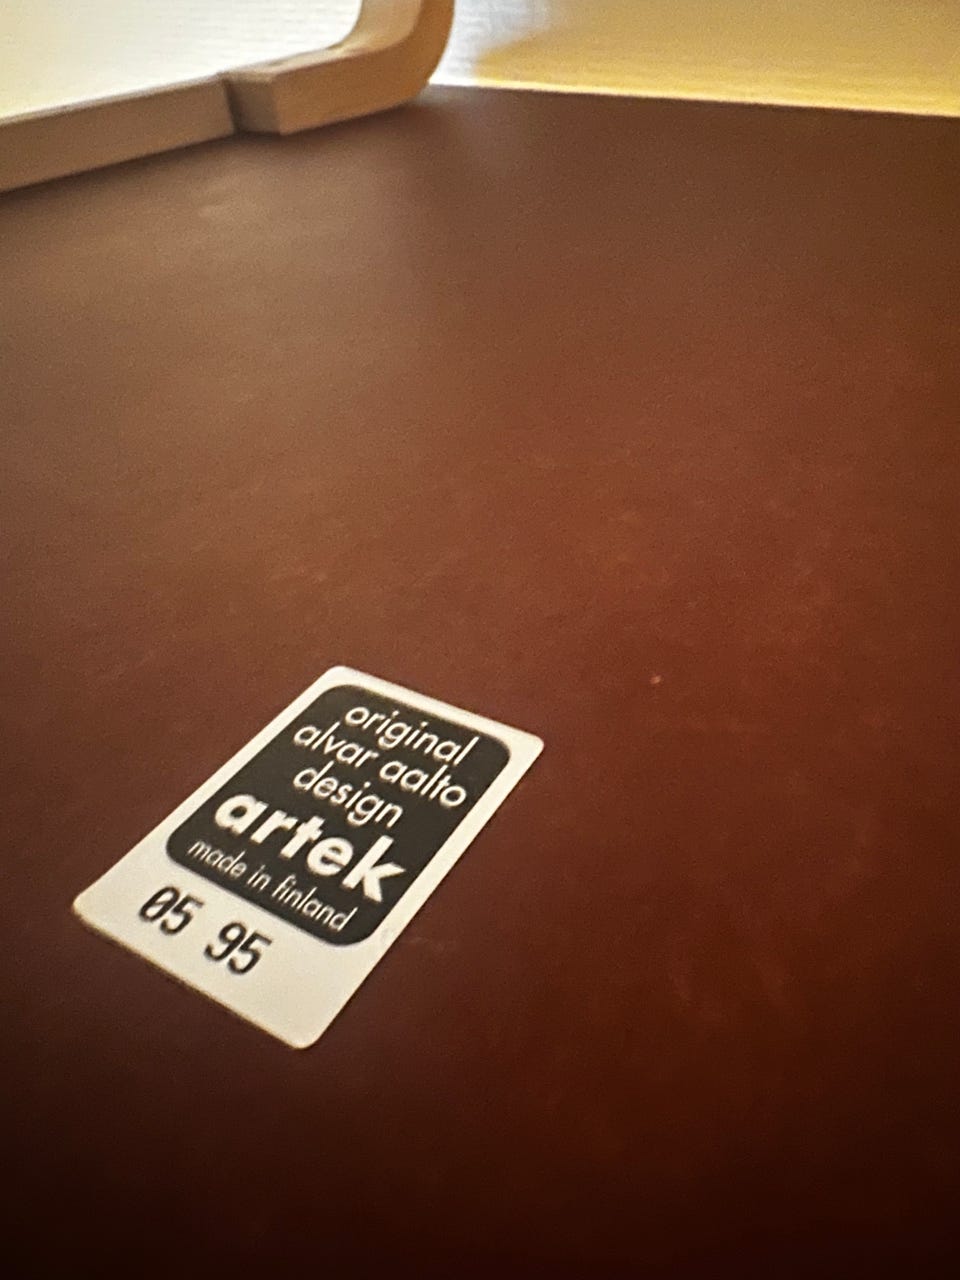 original
alvar aalto
design
artek
made in finland
05 95